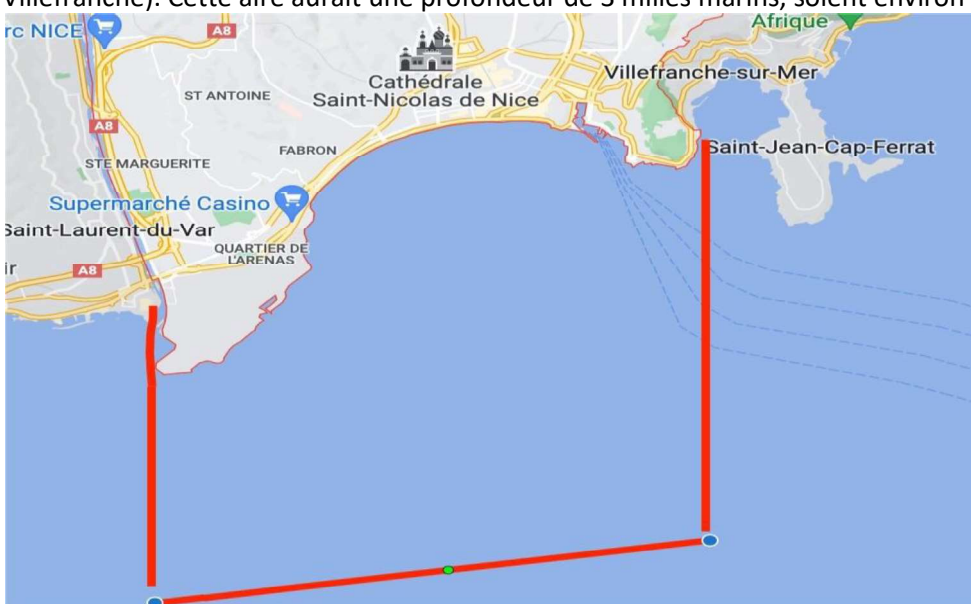 Villefranche). Cette aire aurait une profondeur de 3 milles marins, soient environ
rc NICE
A8
Afrique
Cathédrale
Saint-Nicolas de Nice
Villefranche-sur-Mer
ST ANTOINE
A8
FABRON
Saint-Jean-Cap-Ferrat
STE MARGUERITE
Supermarché Casino
Saint-Laurent-du-Var
QUARTIER DE
L'ARENAS
ir
A8